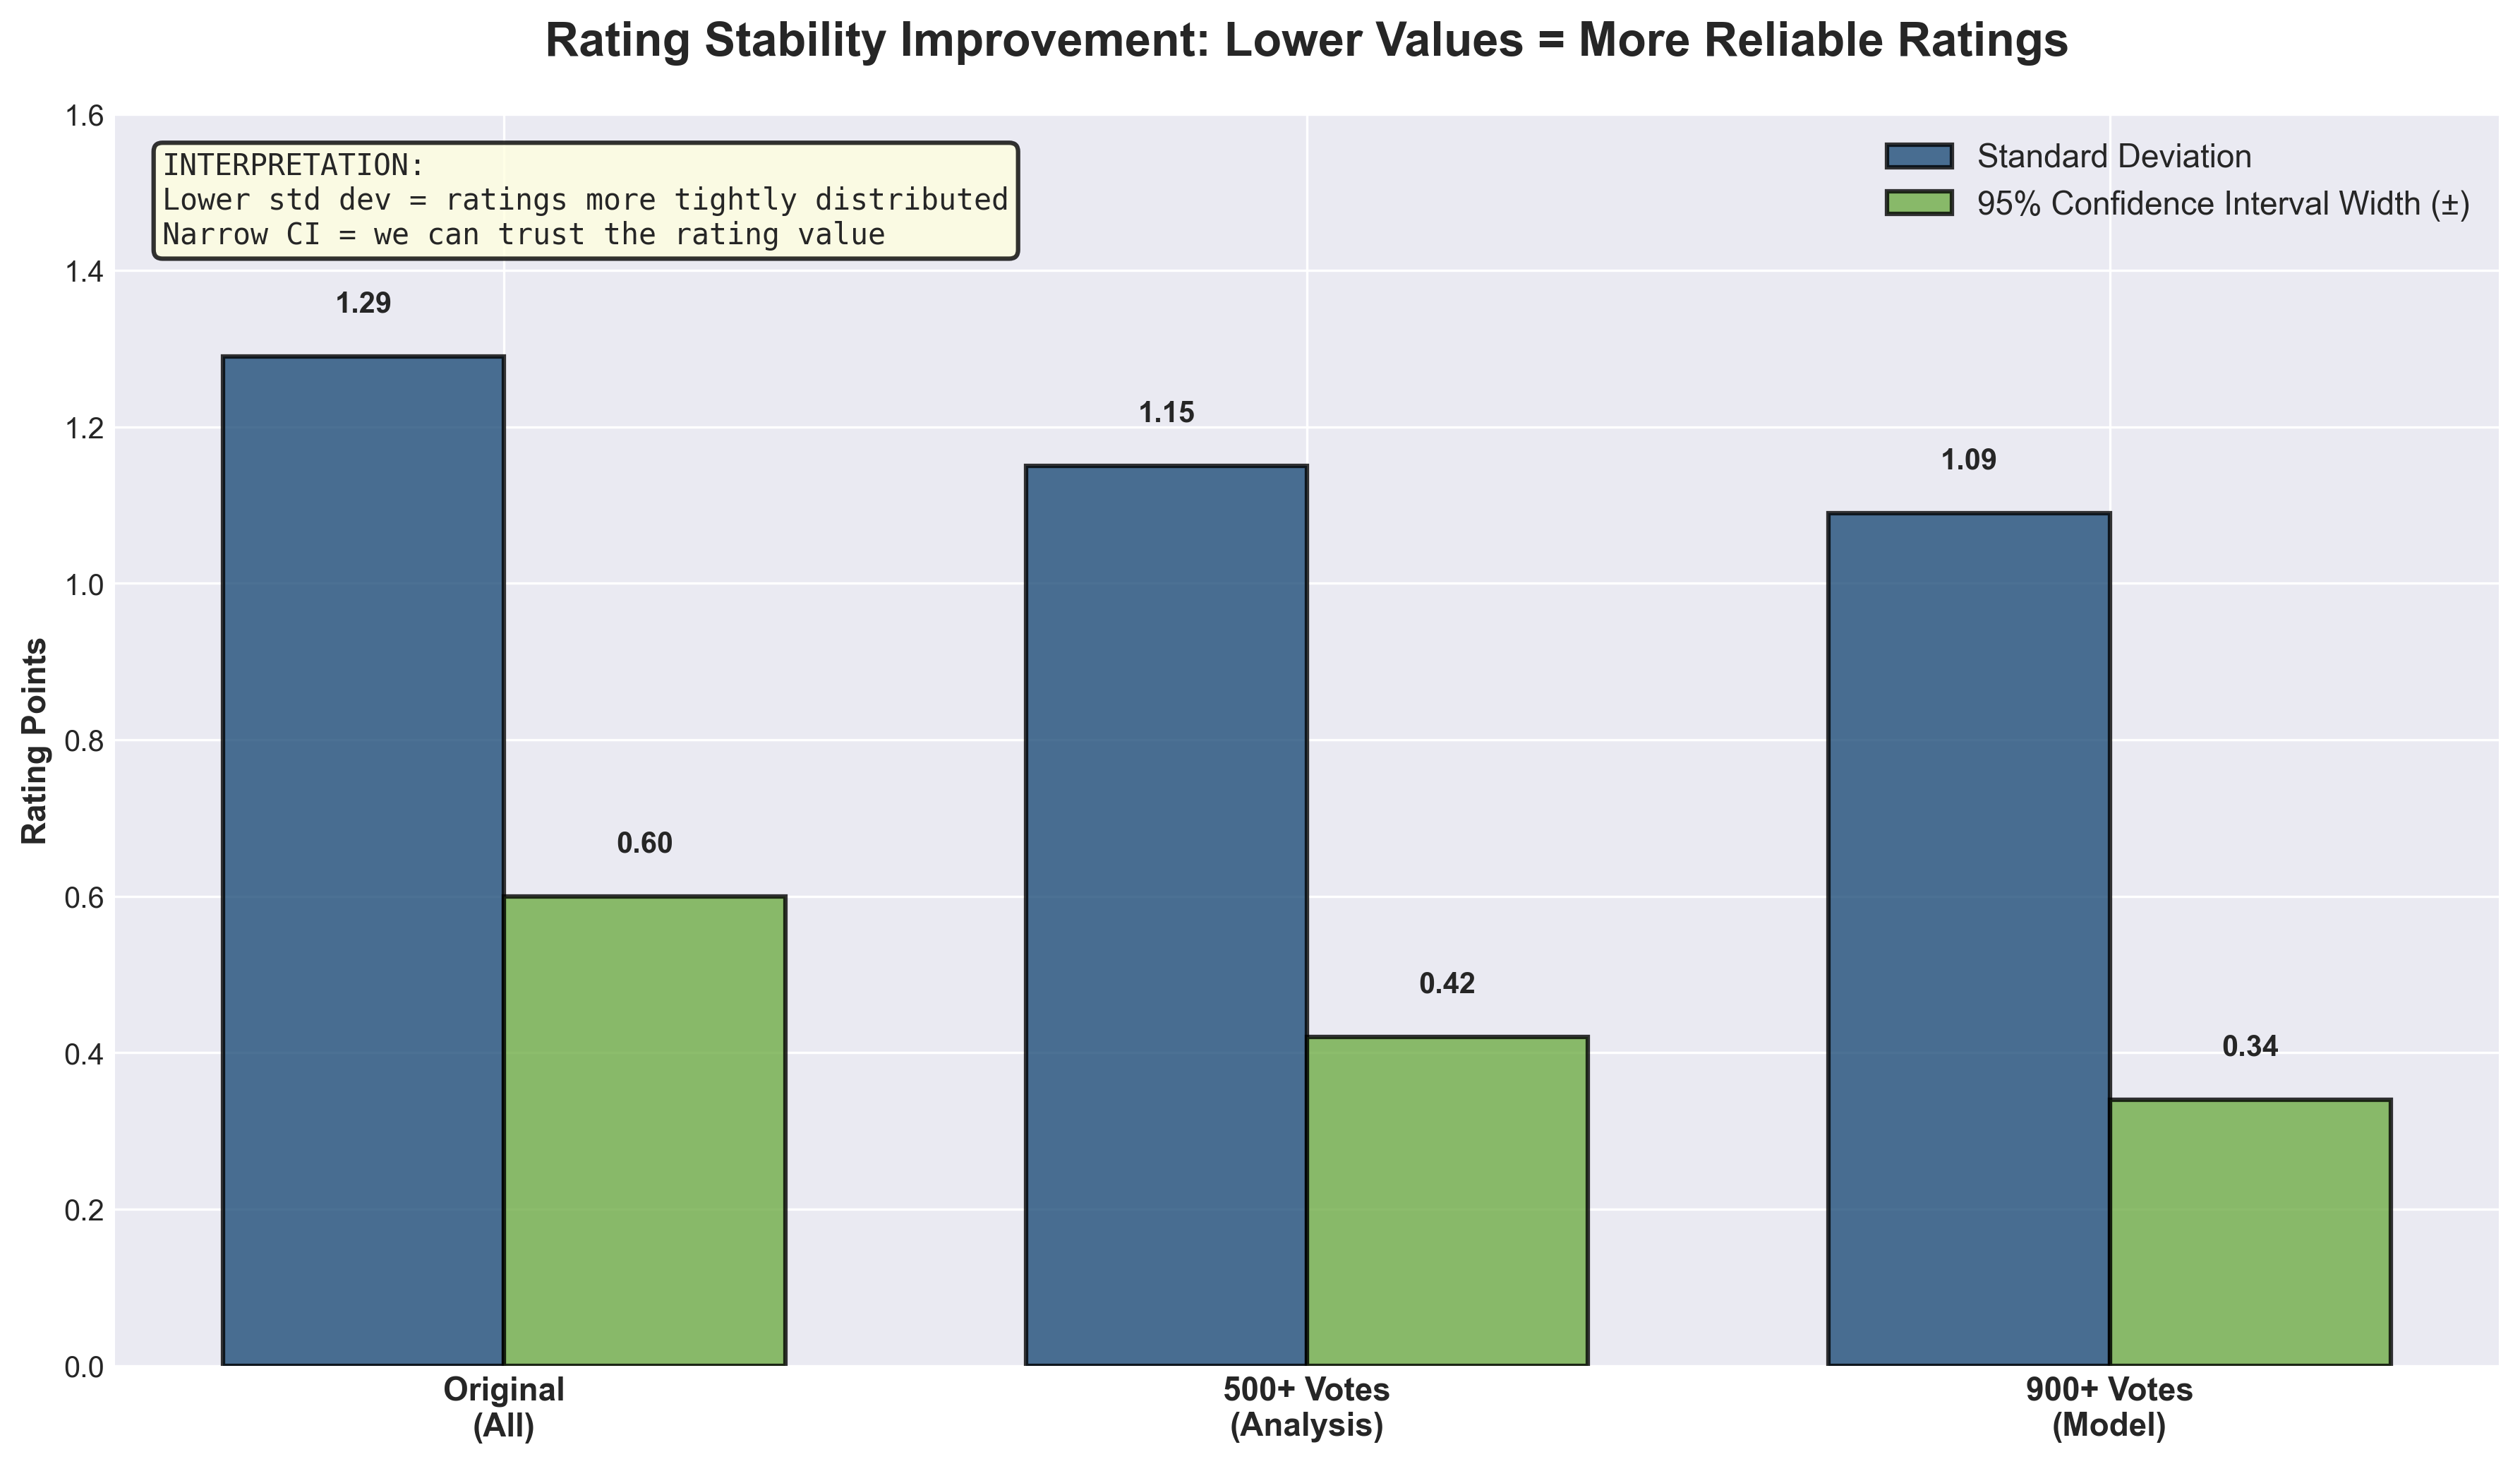 Rating Stability Improvement: Lower Values = More Reliable Ratings
INTERPRETATION:
Lower std dev = ratings more tightly distributed
Narrow CI = we can trust the rating value
Standard Deviation
95% Confidence Interval Width (±)
Rating Points
1.6
1.4
1.2
1.0
0.8
0.6
0.4
0.2
0.0
1.29
0.60
1.15
0.42
1.09
0.34
Original
(All)
500+ Votes
(Analysis)
900+ Votes
(Model)